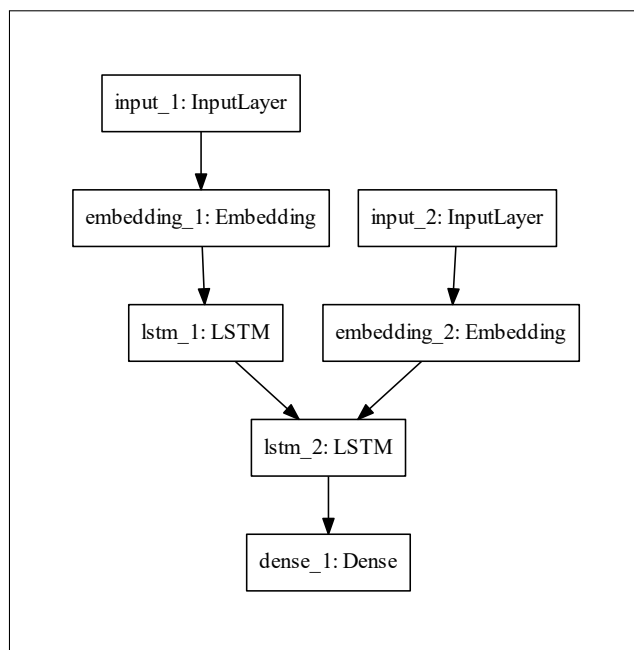 input_1: InputLayer
embedding_1: Embedding
input_2: InputLayer
lstm_1: LSTM
embedding_2: Embedding
lstm_2: LSTM
dense_1: Dense